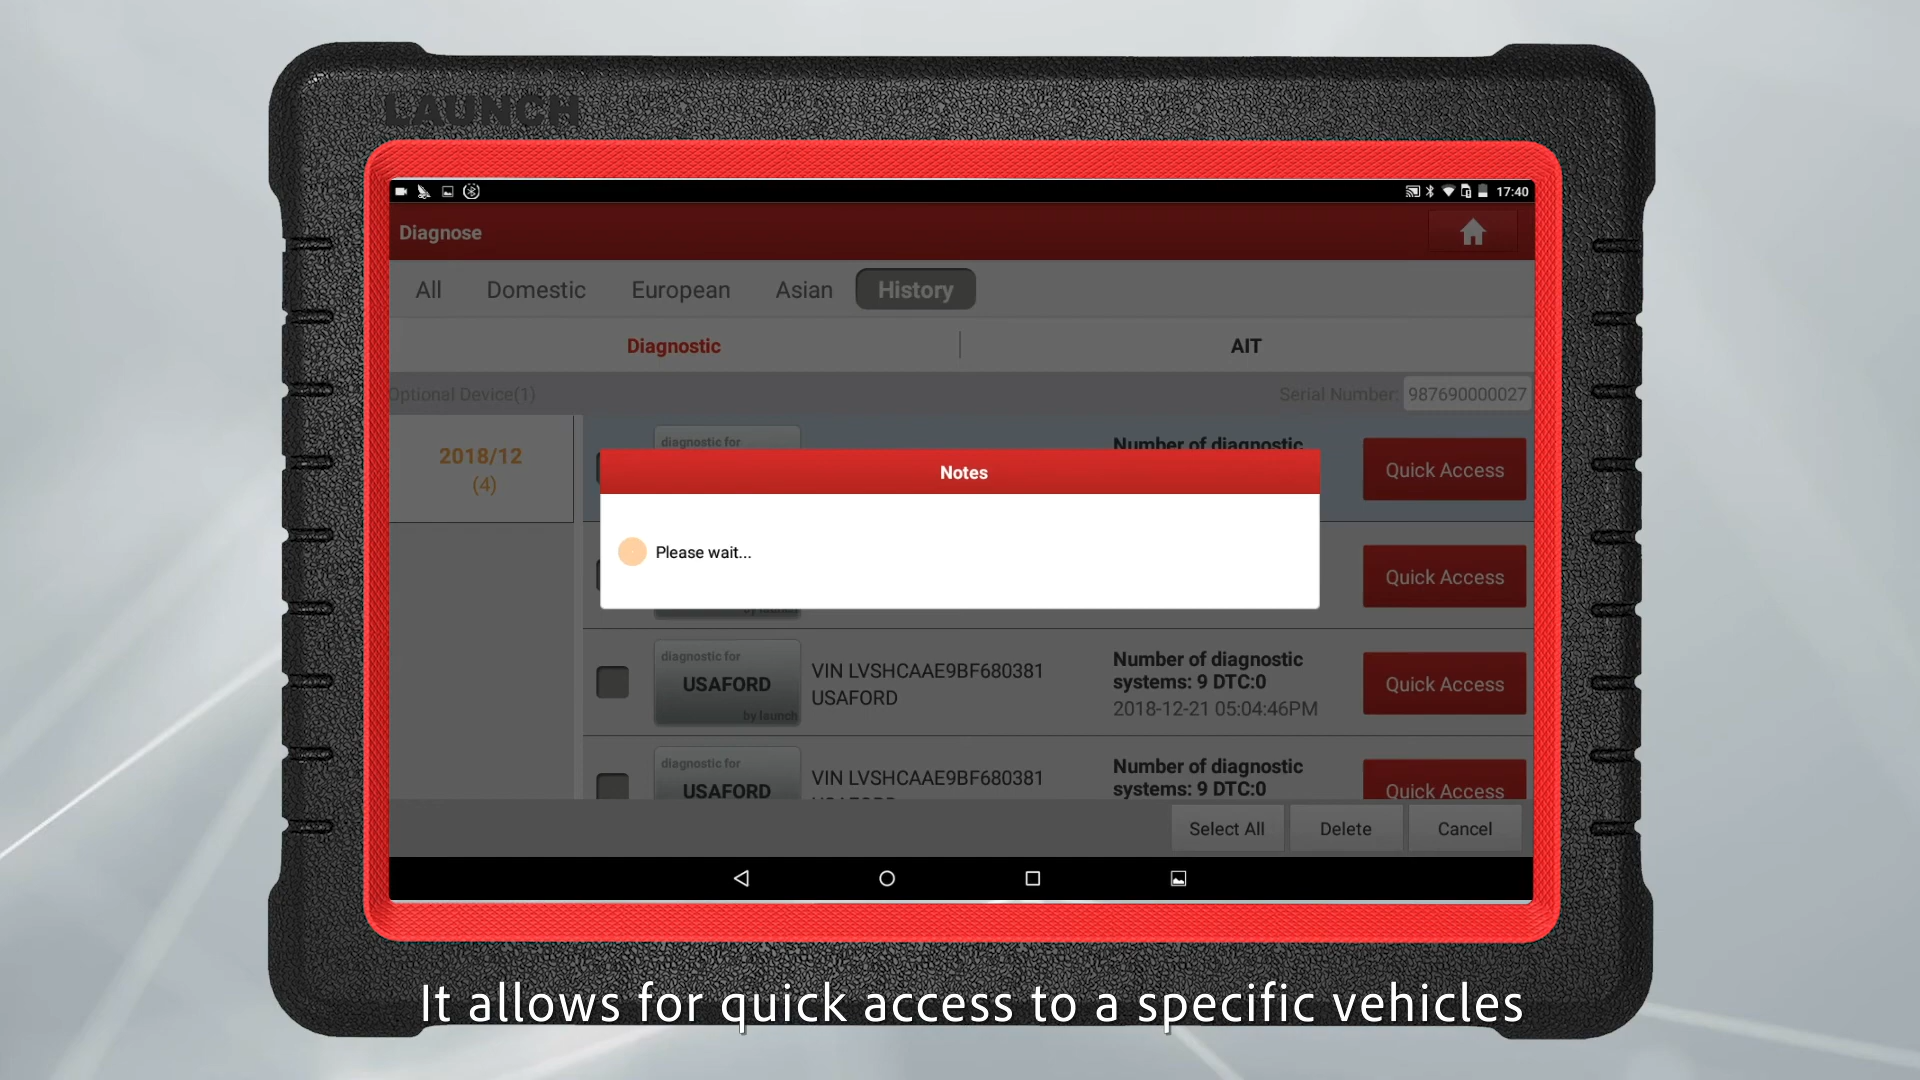 LAUNCH
17:40
Diagnose
All Domestic European Asian History
Diagnostic AIT
Optional Device(1) Serial Number: 987690000027
2018/12
(4)
diagnostic for
Number of diagnostic
Quick Access
Notes
Please wait...
Quick Access
by launch
diagnostic for
USAFORD
by launch
VIN LVSHCAAE9BF680381
USAFORD
Number of diagnostic
systems: 9 DTC:0
2018-12-21 05:04:46PM
Quick Access
diagnostic for
USAFORD
VIN LVSHCAAE9BF680381
Number of diagnostic
systems: 9 DTC:0
Quick Access
Select All Delete Cancel
It allows for quick access to a specific vehicles